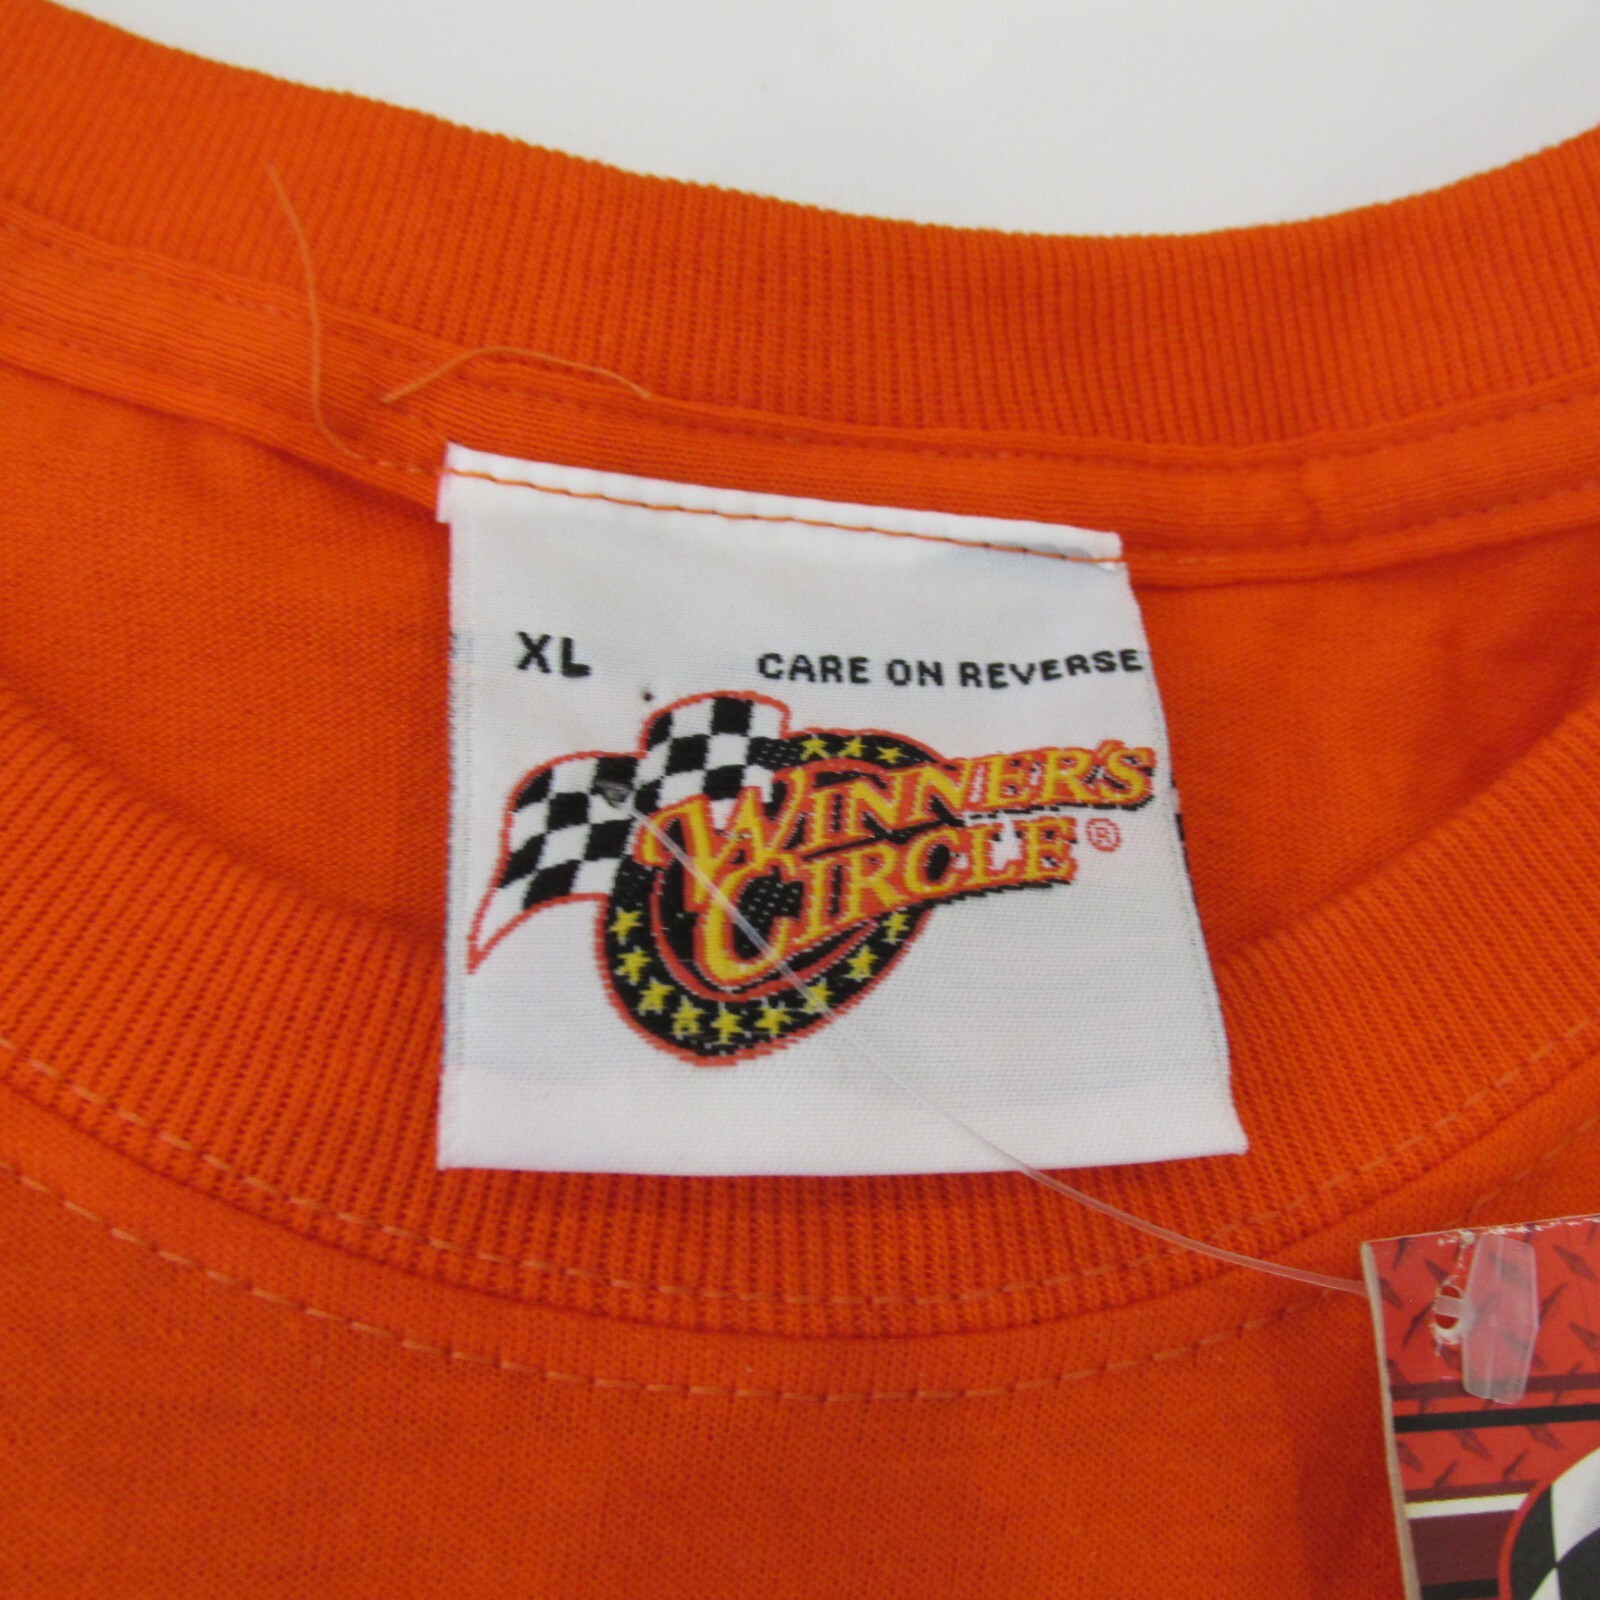 XL CARE ON REVERSE
WINNER'S
CIRCLE®